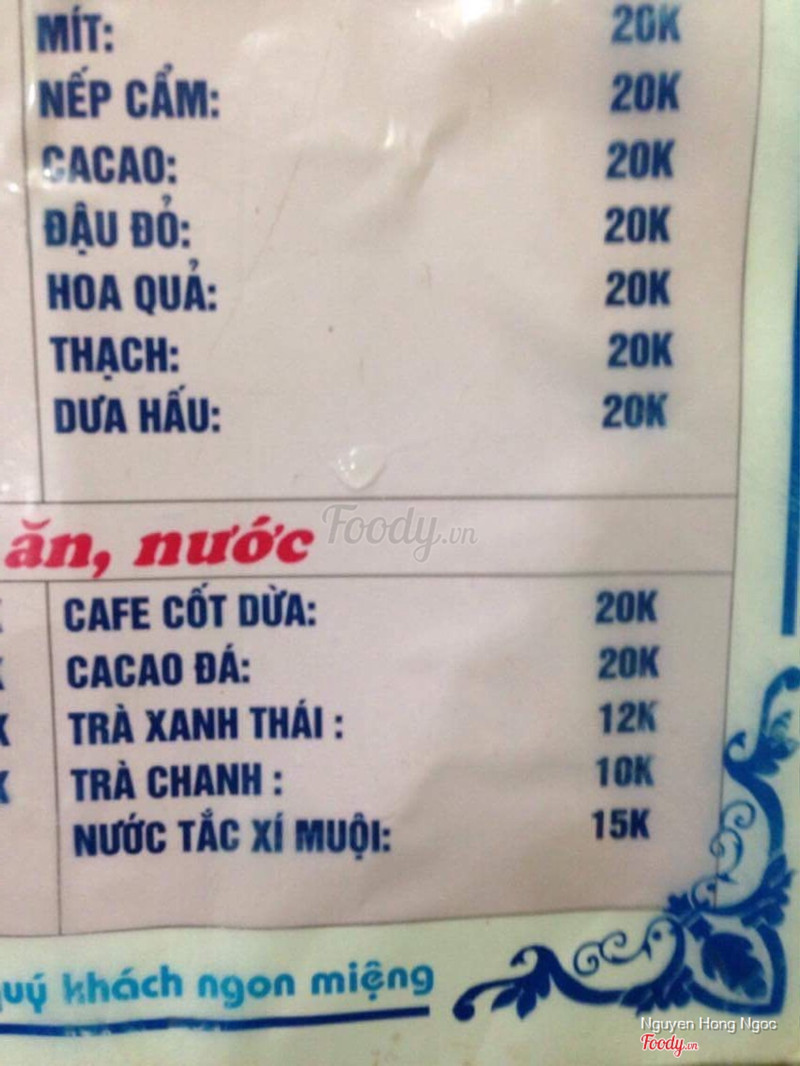 MÍT: 20K
NẾP CẨM: 20K
CACAO: 20K
ĐẬU ĐỎ: 20K
HOA QUẢ: 20K
THẠCH: 20K
DƯA HẤU: 20K
ăn, nước
Foody.vn
CAFE CỐT DỪA: 20K
K CACAO ĐÁ: 20K
K TRÀ XANH THÁI : 12K
K TRÀ CHANH : 10K
NƯỚC TẮC XÍ MUỘI: 15K
quý khách ngon miệng
Nguyen Hong Ngoc
Foody.vn